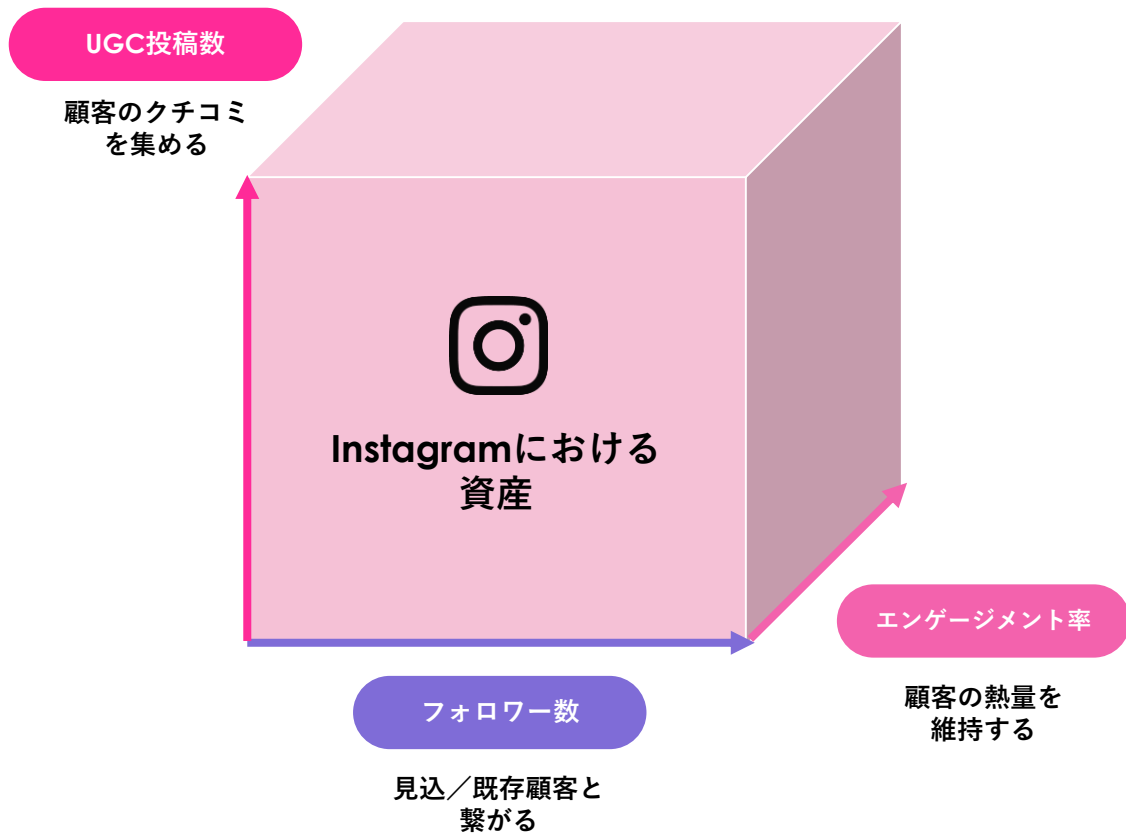 UGC投稿数
顧客のクチコミ
を集める
Instagramにおける
資産
エンゲージメント率
顧客の熱量を
維持する
フォロワー数
見込／既存顧客と
繋がる